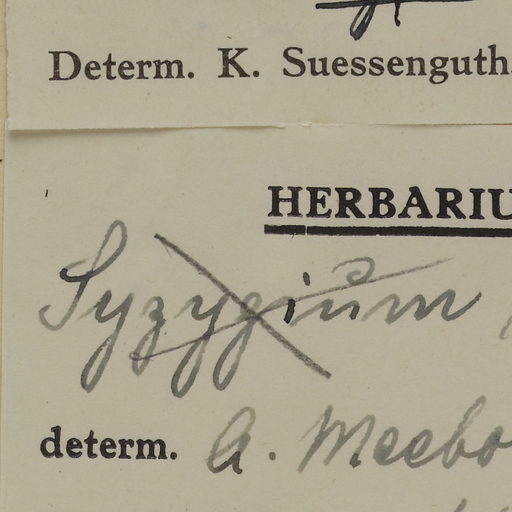 Determ. K. Suessenguth.
HERBARIU
Syzygium
determ. A. Meebo